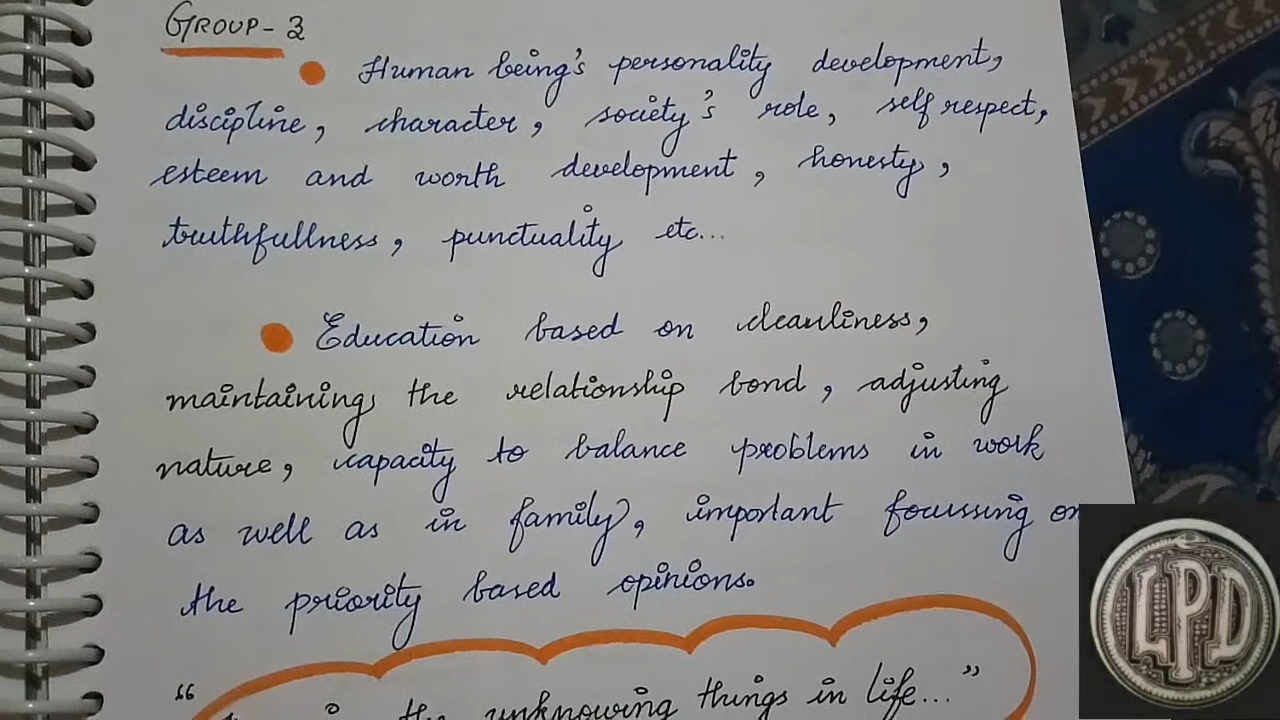 GROUP- 3
Human being's personality development,
discipline, character, society's role, self respect,
esteem and worth development, honesty,
truthfullness, punctuality etc...
Education based on cleanliness,
maintaining the relationship bond, adjusting
nature, capacity to balance problems in work
as well as in family, important focussing on
the priority based opinions.
“ the unknowing things in life... ”
LPD